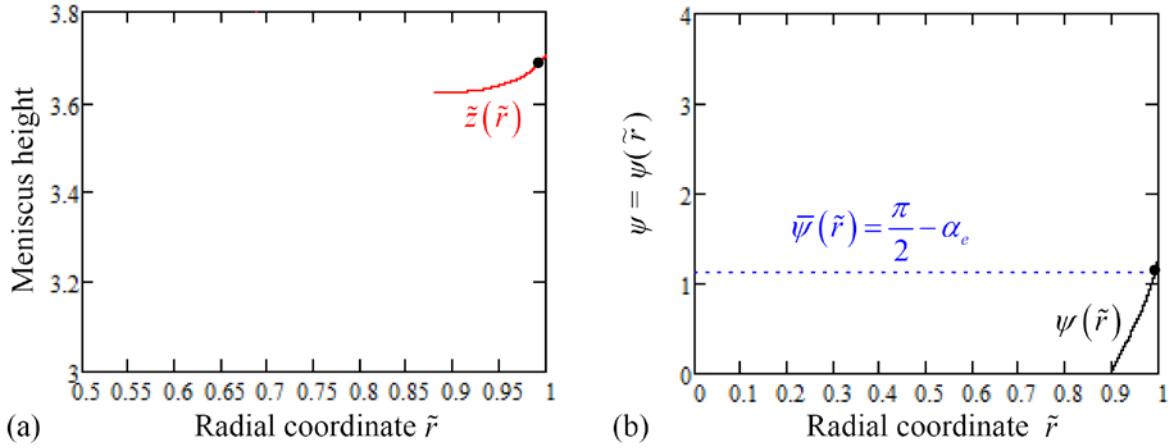 Meniscus height
3.8
3.6
3.4
3.2
3
0.5 0.55 0.6 0.65 0.7 0.75 0.8 0.85 0.9 0.95 1
z̃(r̃)
(a) Radial coordinate r̃
ψ = ψ(r̃)
4
3
2
1
0
0 0.1 0.2 0.3 0.4 0.5 0.6 0.7 0.8 0.9 1
ψ̄(r̃) = π/2 − αₑ
ψ(r̃)
(b) Radial coordinate r̃